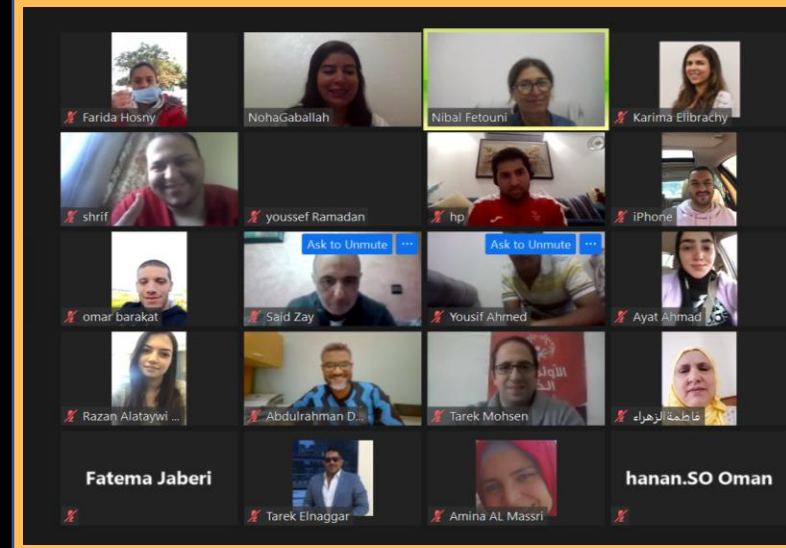 Farida Hosny
NohaGaballah
Nibal Fetouni
Karima Elibrachy
shrif
youssef Ramadan
hp
iPhone
Ask to Unmute ...
Ask to Unmute ...
omar barakat
Said Zay
Yousif Ahmed
Ayat Ahmad
Razan Alataywi ...
Abdulrahman D...
Tarek Mohsen
فاطمة الزهراء
Fatema Jaberi
Tarek Elnaggar
Amina AL Massri
hanan.SO Oman